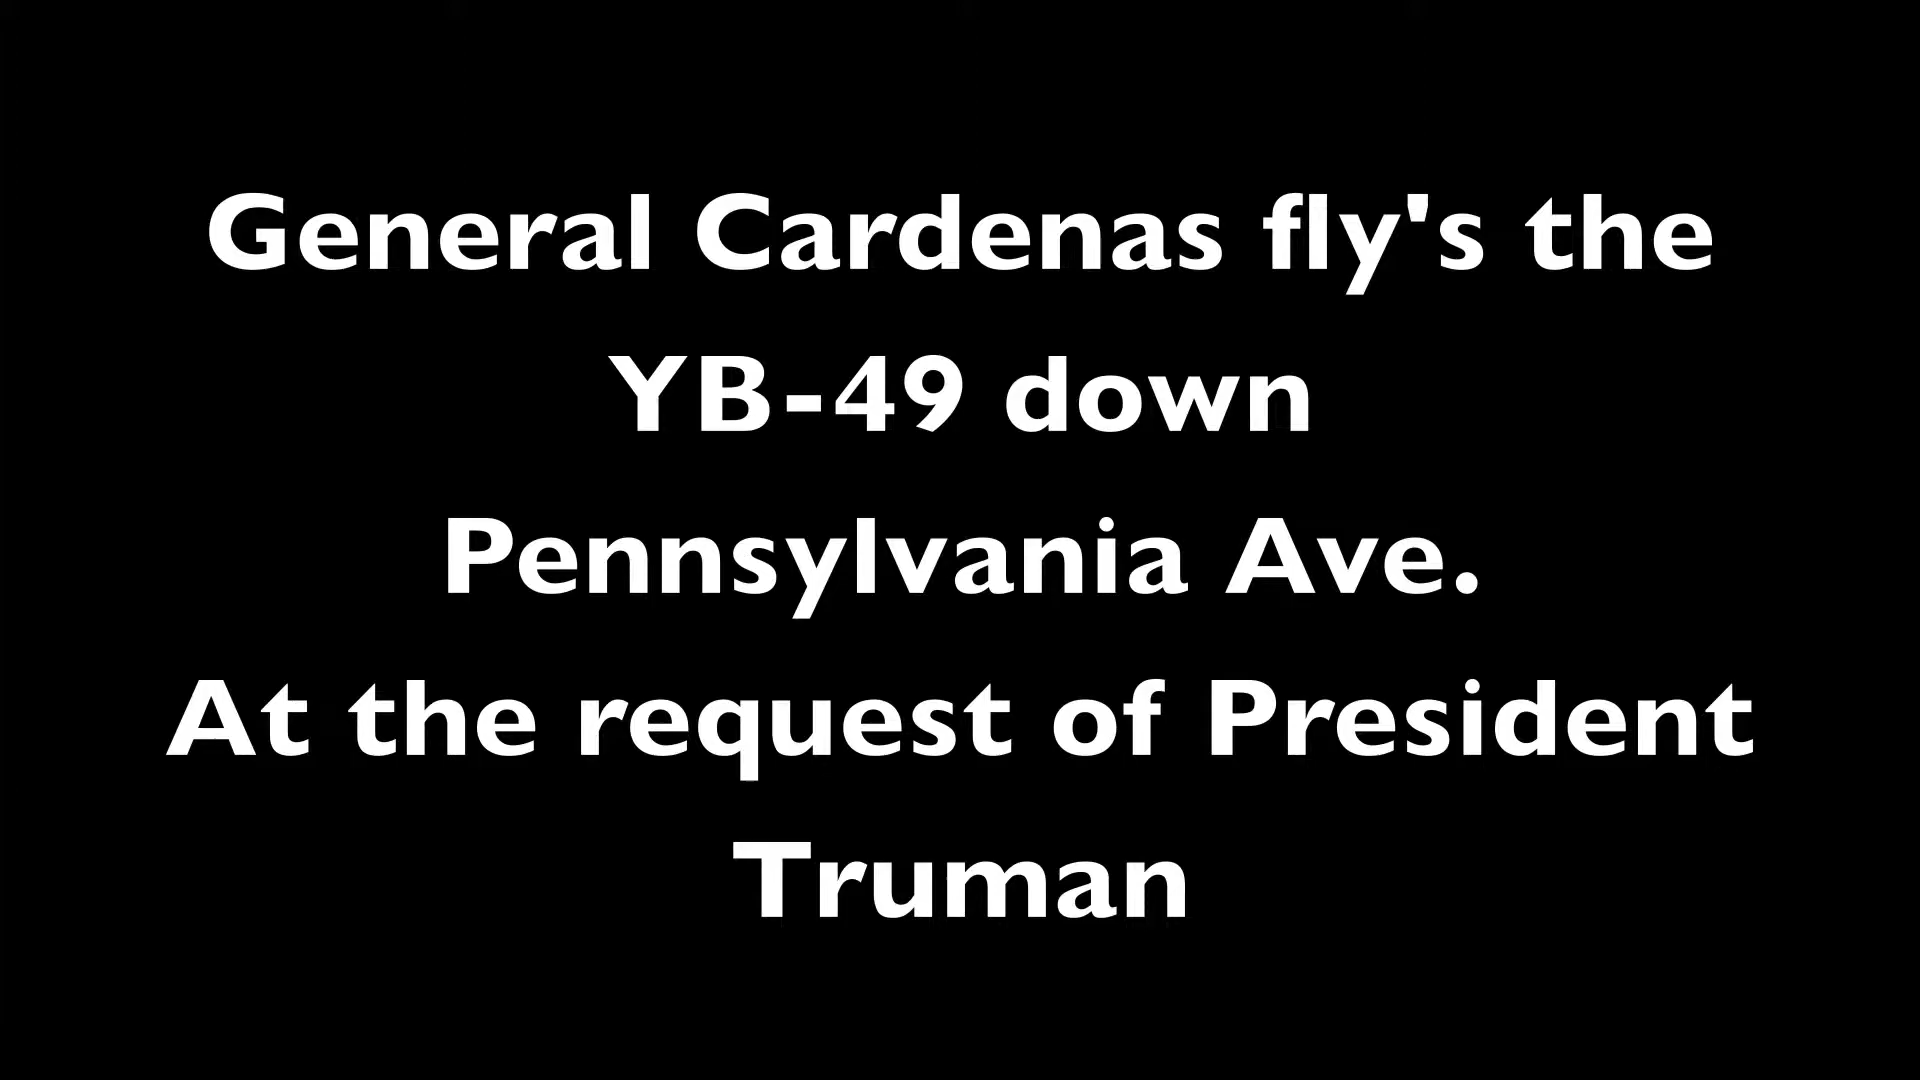 General Cardenas fly's the
YB-49 down
Pennsylvania Ave.
At the request of President
Truman